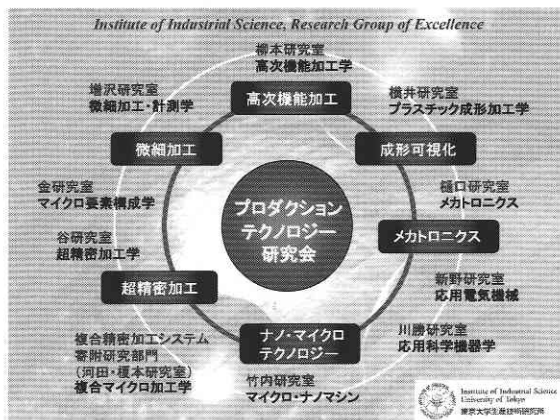 Institute of Industrial Science, Research Group of Excellence
柳本研究室
高次機能加工学
高次機能加工
増沢研究室
微細加工・計測学
微細加工
横井研究室
プラスチック成形加工学
成形可視化
金研究室
マイクロ要素構成学
樋口研究室
メカトロニクス
メカトロニクス
プロダクション
テクノロジー
研究会
谷研究室
超精密加工学
超精密加工
新野研究室
応用電気機械
川勝研究室
応用科学機器学
ナノ・マイクロ
テクノロジー
複合精密加工システム
寄附研究部門
(河田・榎本研究室)
複合マイクロ加工学
竹内研究室
マイクロ・ナノマシン
Institute of Industrial Science
University of Tokyo
東京大学生産技術研究所